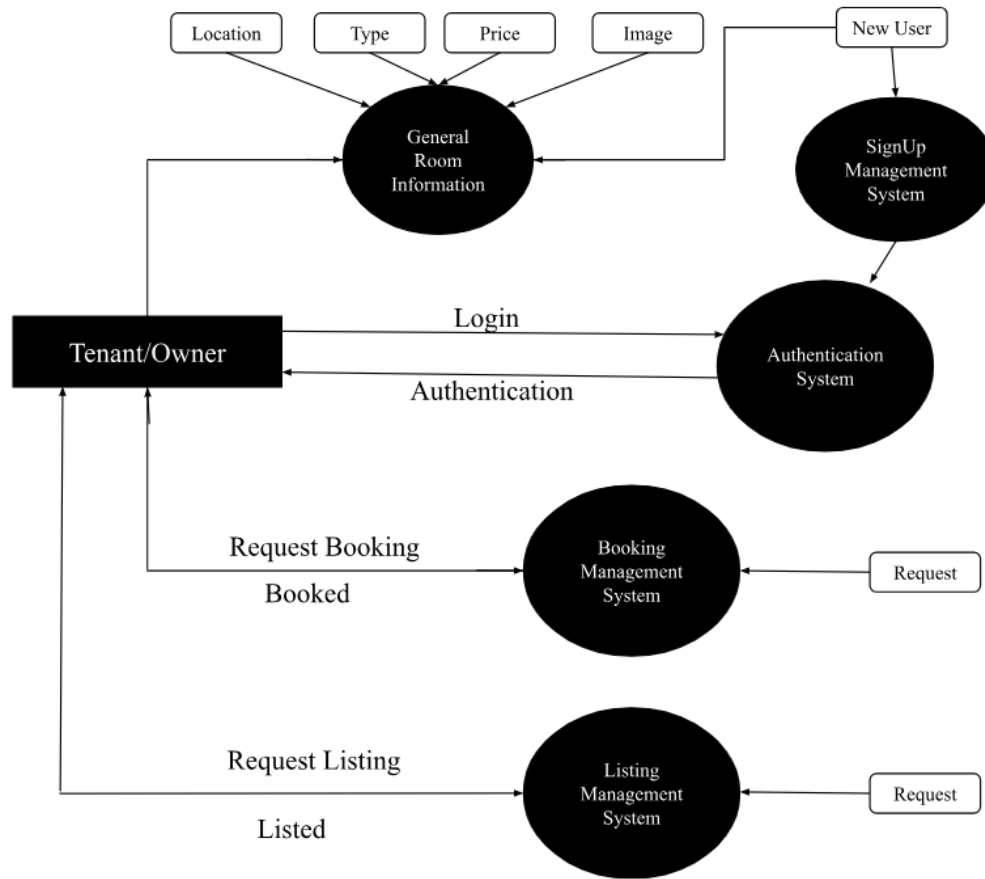 Location
Type
Price
Image
New User
General
Room
Information
SignUp
Management
System
Login
Tenant/Owner
Authentication
System
Authentication
Request Booking
Booked
Booking
Management
System
Request
Request Listing
Listed
Listing
Management
System
Request